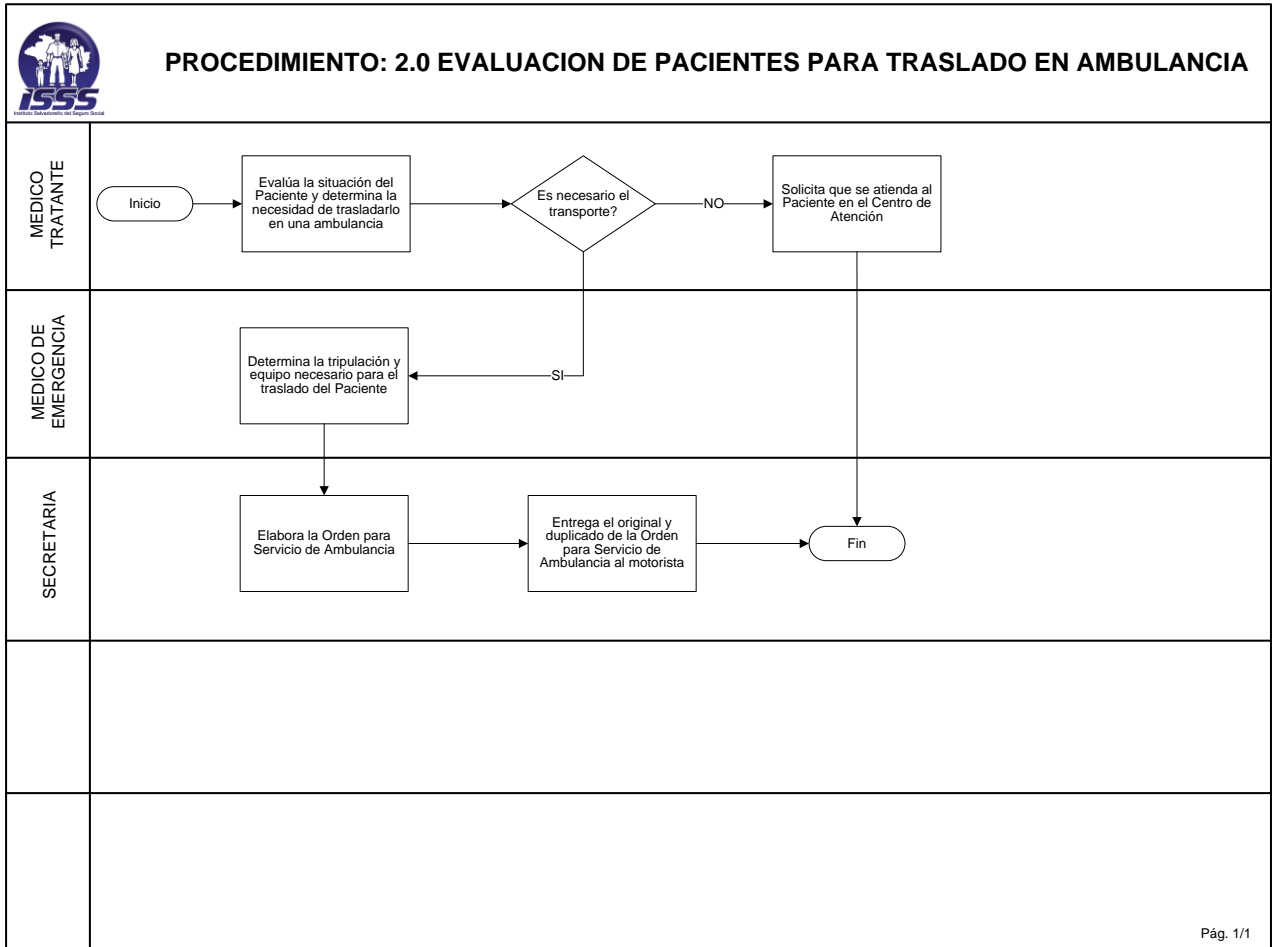 ISSS
Instituto Salvadoreño del Seguro Social
PROCEDIMIENTO: 2.0 EVALUACION DE PACIENTES PARA TRASLADO EN AMBULANCIA
MEDICO
TRATANTE
Inicio
Evalúa la situación del
Paciente y determina la
necesidad de trasladarlo
en una ambulancia
Es necesario el
transporte?
NO
Solicita que se atienda al
Paciente en el Centro de
Atención
MEDICO DE
EMERGENCIA
Determina la tripulación y
equipo necesario para el
traslado del Paciente
SI
SECRETARIA
Elabora la Orden para
Servicio de Ambulancia
Entrega el original y
duplicado de la Orden
para Servicio de
Ambulancia al motorista
Fin
Pág. 1/1